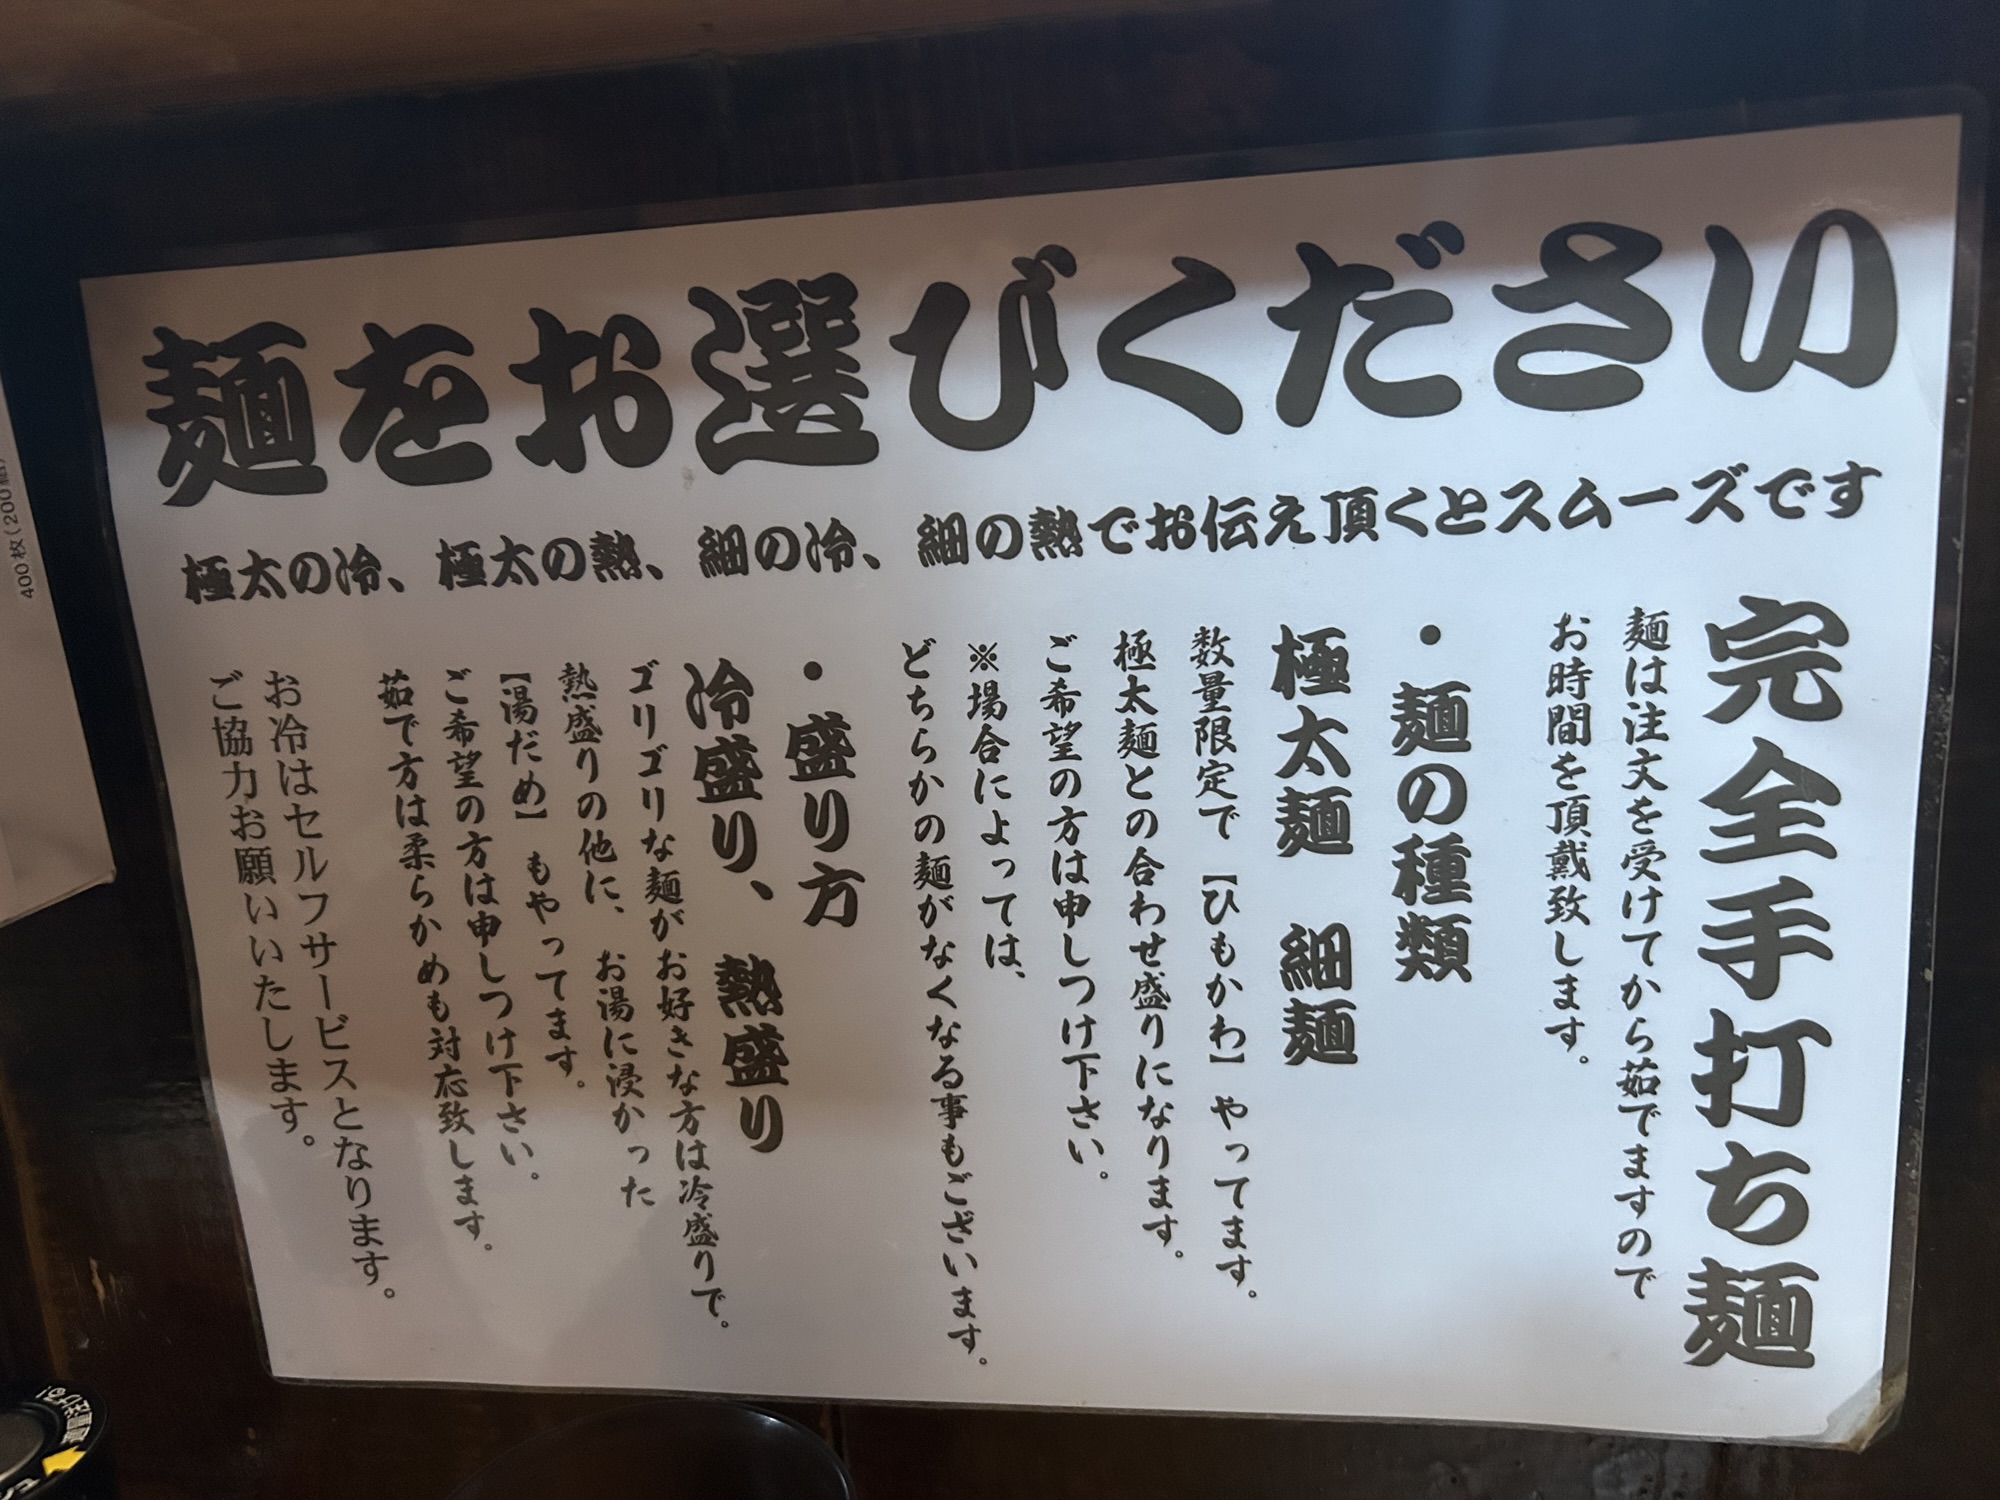 麺をお選びください
極太の冷、極太の熱、細の冷、細の熱でお伝え頂くとスムーズです
完全手打ち麺
麺は注文を受けてから茹でますので
お時間を頂戴致します。
・麺の種類
極太麺　細麺
数量限定で【ひもかわ】やってます。
極太麺との合わせ盛りになります。
ご希望の方は申しつけ下さい。
※場合によっては、
どちらかの麺がなくなる事もございます。
・盛り方
冷盛り、熱盛り
ゴリゴリな麺がお好きな方は冷盛りで。
熱盛りの他に、お湯に浸かった
【湯だめ】もやってます。
ご希望の方は申しつけ下さい。
茹で方は柔らかめも対応致します。
お冷はセルフサービスとなります。
ご協力お願いいたします。
400枚(200組)